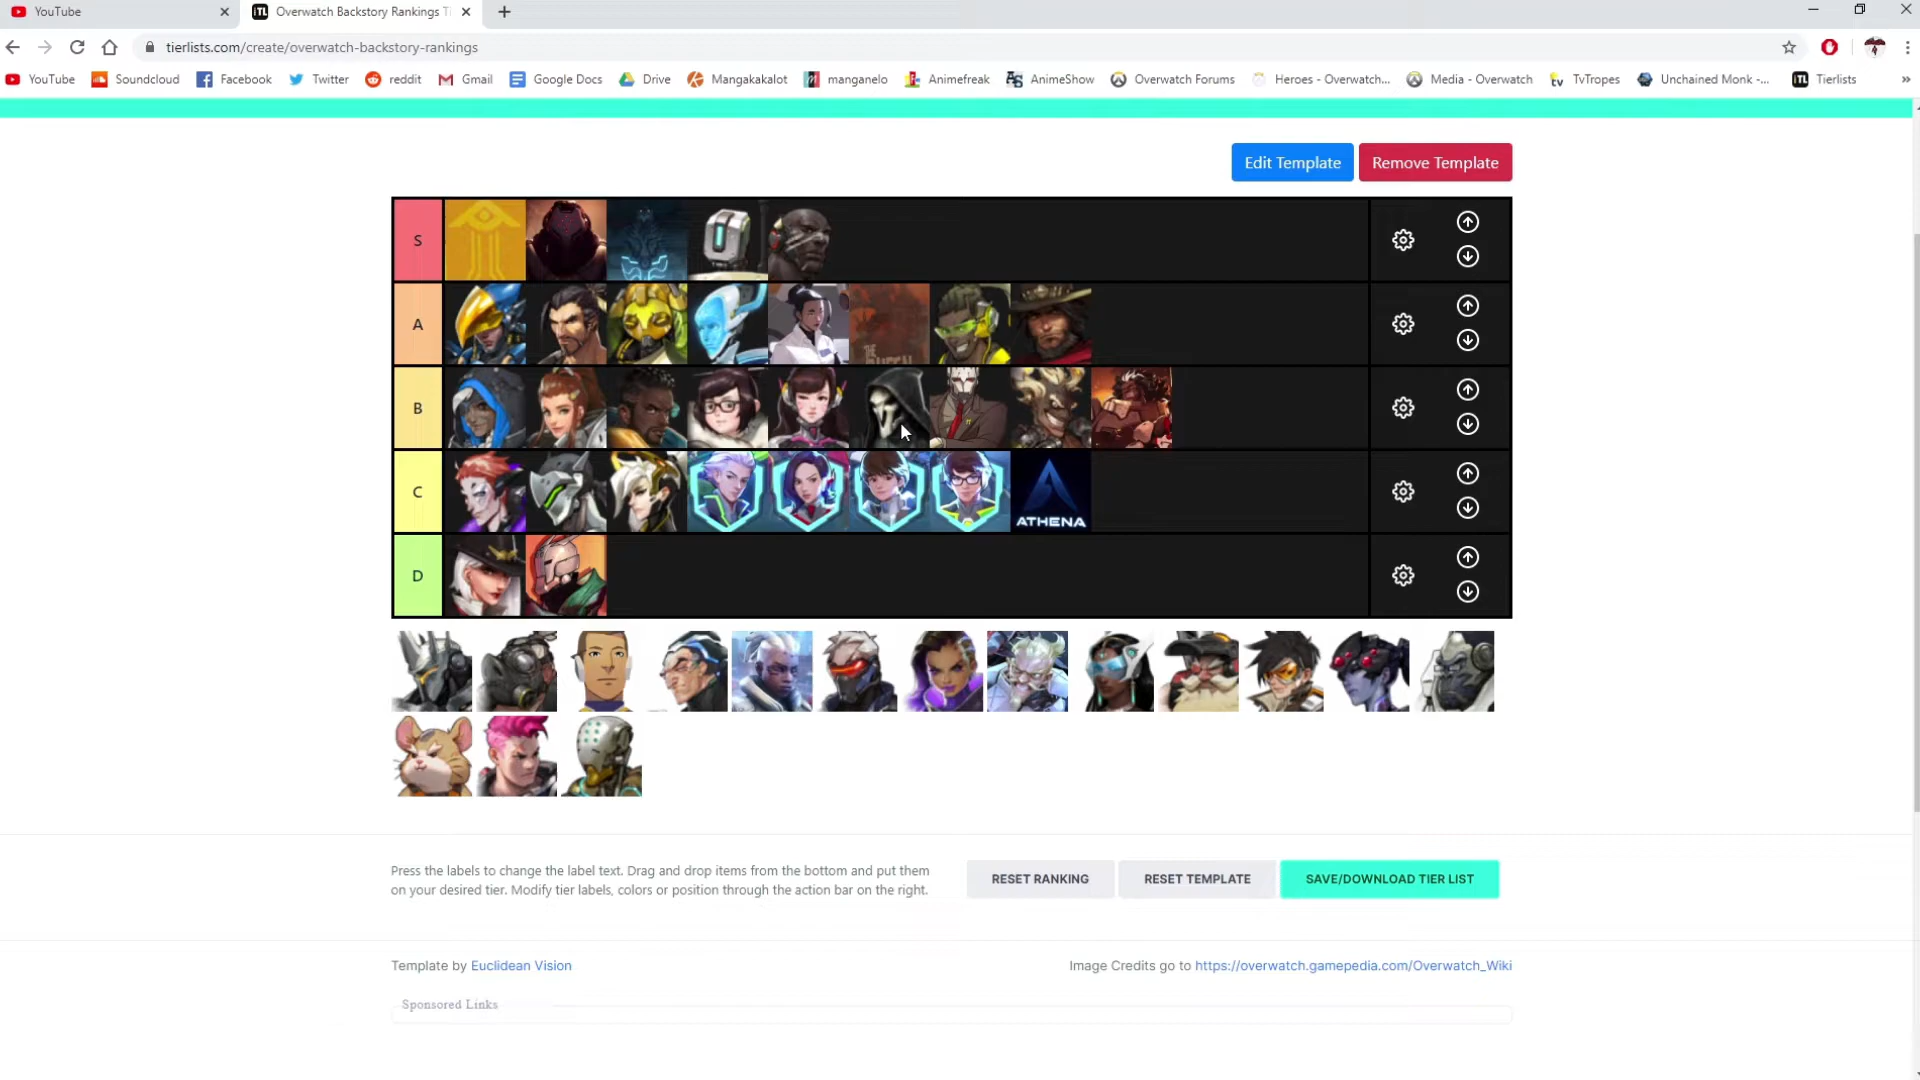 YouTube
Overwatch Backstory Rankings T
tierlists.com/create/overwatch-backstory-rankings
YouTube Soundcloud Facebook Twitter reddit Gmail Google Docs Drive Mangakakalot manganelo Animefreak AnimeShow Overwatch Forums Heroes - Overwatch... Media - Overwatch TvTropes Unchained Monk -... Tierlists
Edit Template Remove Template
S
A
QUEEN
B
C
ATHENA
D
Press the labels to change the label text. Drag and drop items from the bottom and put them
on your desired tier. Modify tier labels, colors or position through the action bar on the right.
RESET RANKING RESET TEMPLATE SAVE/DOWNLOAD TIER LIST
Template by Euclidean Vision
Image Credits go to https://overwatch.gamepedia.com/Overwatch_Wiki
Sponsored Links